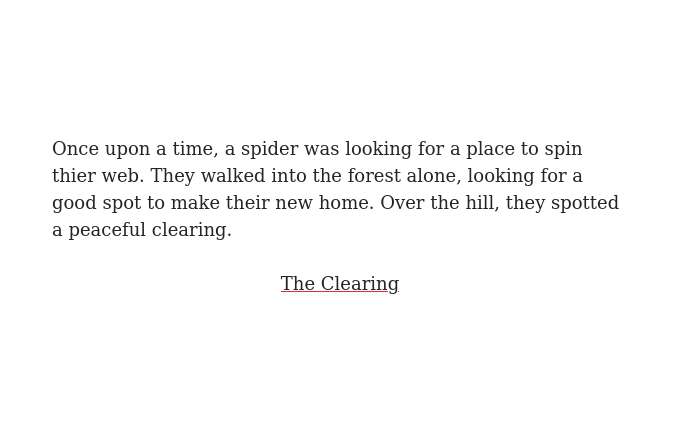 Once upon a time, a spider was looking for a place to spin
thier web. They walked into the forest alone, looking for a
good spot to make their new home. Over the hill, they spotted
a peaceful clearing.
The Clearing